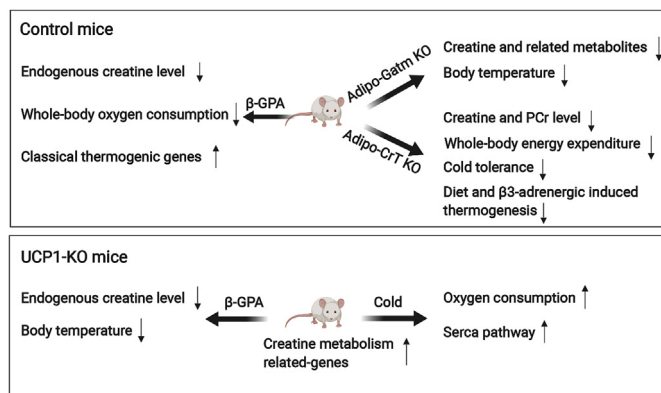 Control mice
Endogenous creatine level ↓
Whole-body oxygen consumption ↓
Classical thermogenic genes ↑
β-GPA
Adipo-Gatm KO
Adipo-CrT KO
Creatine and related metabolites ↓
Body temperature ↓
Creatine and PCr level ↓
Whole-body energy expenditure ↓
Cold tolerance ↓
Diet and β3-adrenergic induced
thermogenesis ↓
UCP1-KO mice
Endogenous creatine level ↓
Body temperature ↓
β-GPA
Cold
Creatine metabolism
related-genes ↑
Oxygen consumption ↑
Serca pathway ↑